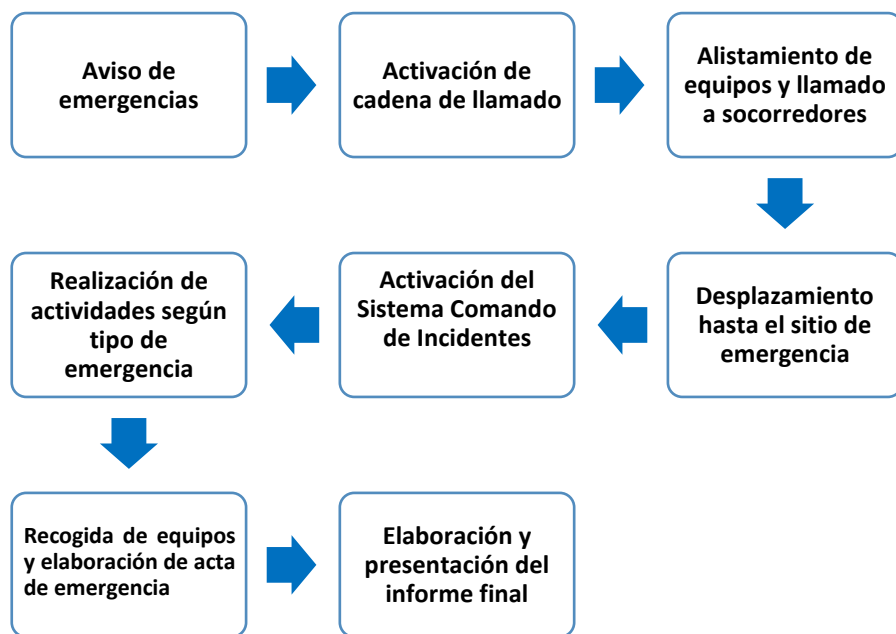 Aviso de
emergencias
Activación de
cadena de llamado
Alistamiento de
equipos y llamado
a socorredores
Desplazamiento
hasta el sitio de
emergencia
Activación del
Sistema Comando
de Incidentes
Realización de
actividades según
tipo de
emergencia
Recogida de equipos
y elaboración de acta
de emergencia
Elaboración y
presentación del
informe final